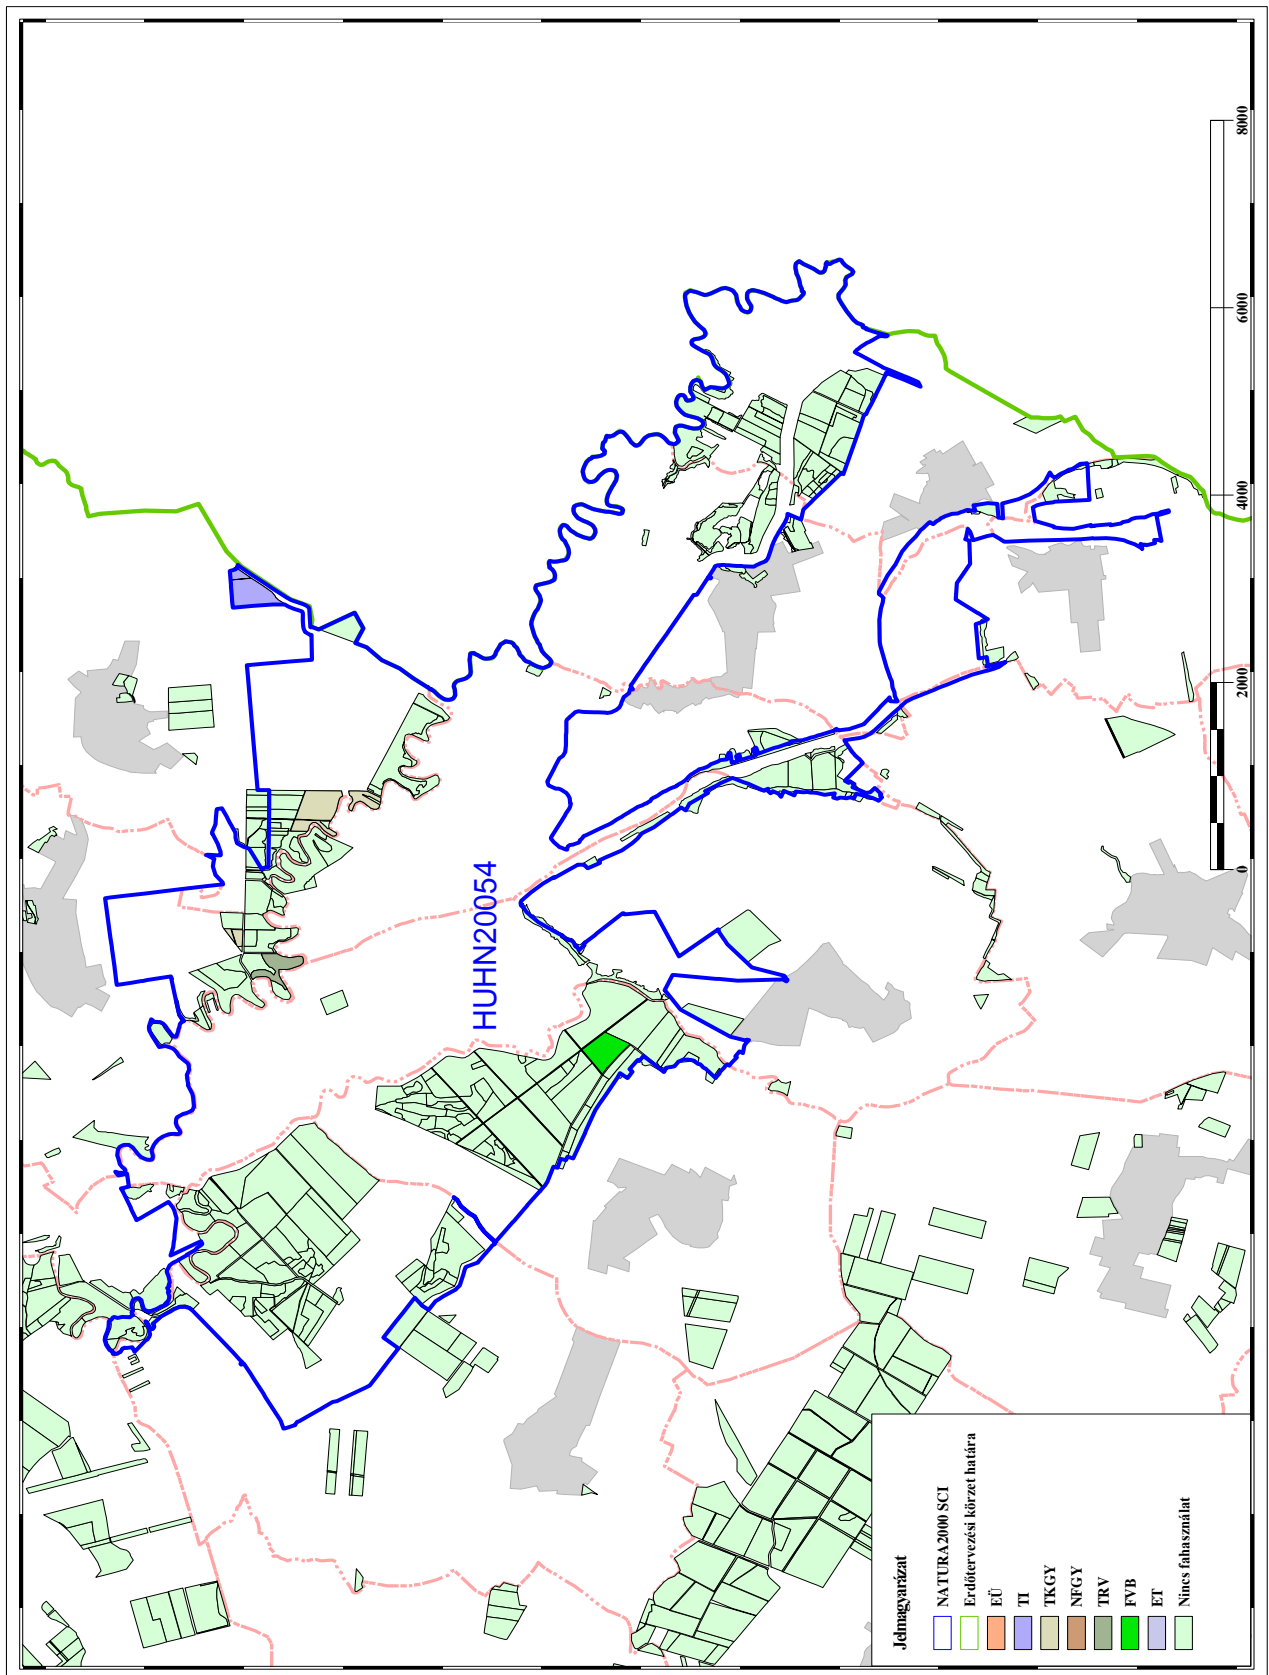 HUHN20054
0
2000
4000
6000
8000
Jelmagyarázat
NATURA2000 SCI
Erdőtervezési körzet határa
EÜ
TI
TKGY
NFGY
TRV
FVB
ET
Nincs fahasználat